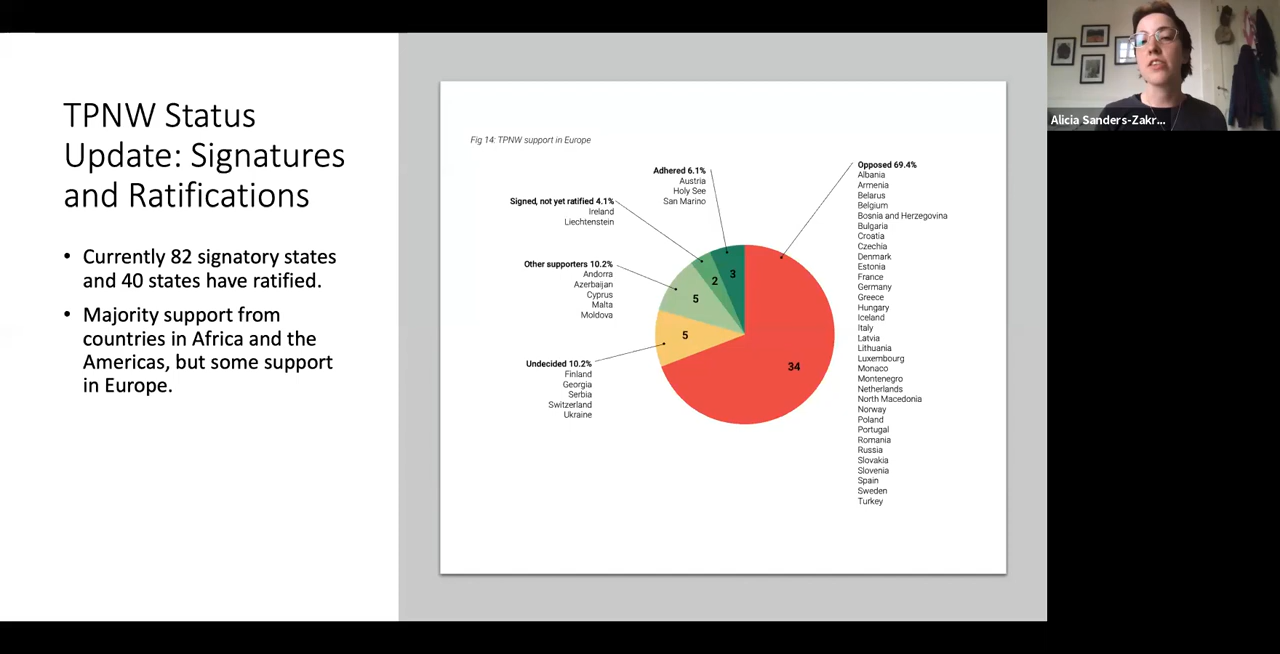 TPNW Status
Update: Signatures
and Ratifications
• Currently 82 signatory states
and 40 states have ratified.
• Majority support from
countries in Africa and the
Americas, but some support
in Europe.
Fig 14: TPNW support in Europe
Adhered 6.1%
Austria
Holy See
San Marino
Signed, not yet ratified 4.1%
Ireland
Liechtenstein
Other supporters 10.2%
Andorra
Azerbaijan
Cyprus
Malta
Moldova
Undecided 10.2%
Finland
Georgia
Serbia
Switzerland
Ukraine
3
2
5
5
34
Opposed 69.4%
Albania
Armenia
Belarus
Belgium
Bosnia and Herzegovina
Bulgaria
Croatia
Czechia
Denmark
Estonia
France
Germany
Greece
Hungary
Iceland
Italy
Latvia
Lithuania
Luxembourg
Monaco
Montenegro
Netherlands
North Macedonia
Norway
Poland
Portugal
Romania
Russia
Slovakia
Slovenia
Spain
Sweden
Turkey
Alicia Sanders-Zakr...